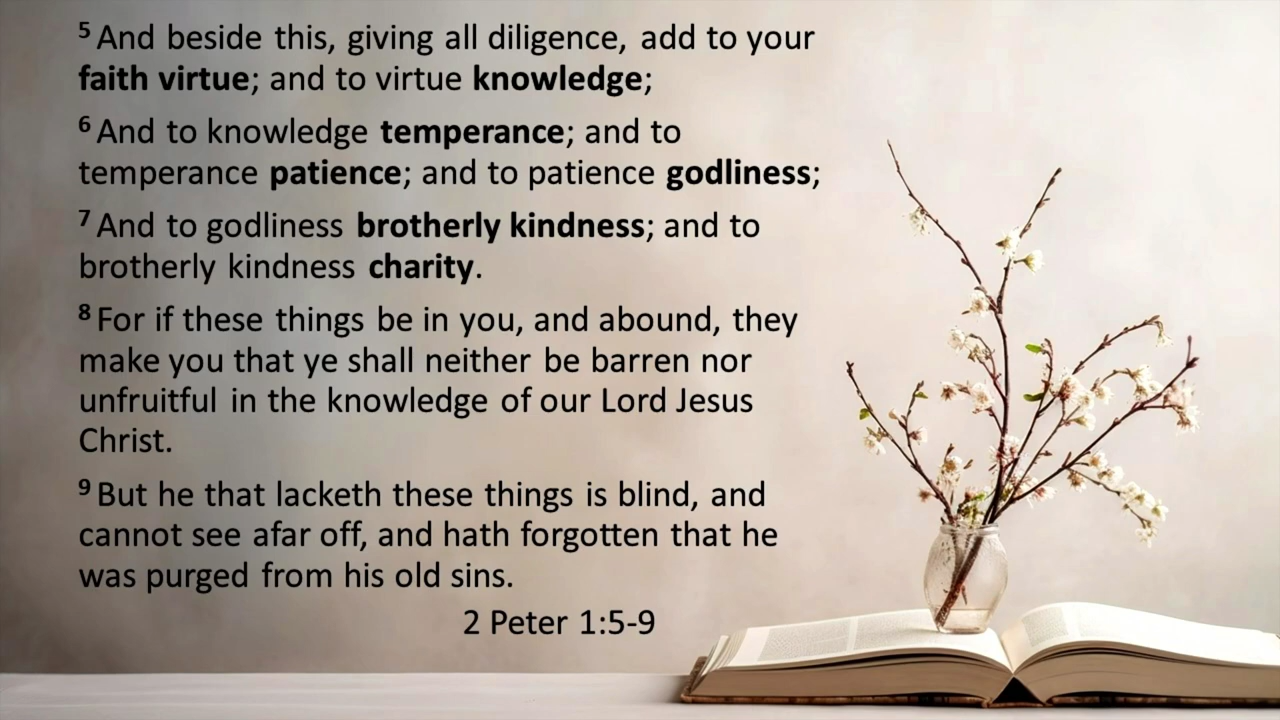 5 And beside this, giving all diligence, add to your
faith virtue; and to virtue knowledge;
6 And to knowledge temperance; and to
temperance patience; and to patience godliness;
7 And to godliness brotherly kindness; and to
brotherly kindness charity.
8 For if these things be in you, and abound, they
make you that ye shall neither be barren nor
unfruitful in the knowledge of our Lord Jesus
Christ.
9 But he that lacketh these things is blind, and
cannot see afar off, and hath forgotten that he
was purged from his old sins.
2 Peter 1:5-9